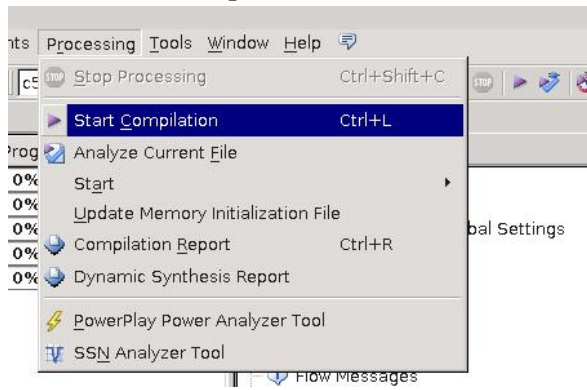 nts Processing Tools Window Help
c5 Stop Processing Ctrl+Shift+C STOP
Start Compilation Ctrl+L
Prog Analyze Current File
0% Start
0% Update Memory Initialization File
0% bal Settings
0% Compilation Report Ctrl+R
0% Dynamic Synthesis Report
PowerPlay Power Analyzer Tool
SSN Analyzer Tool
Flow Messages